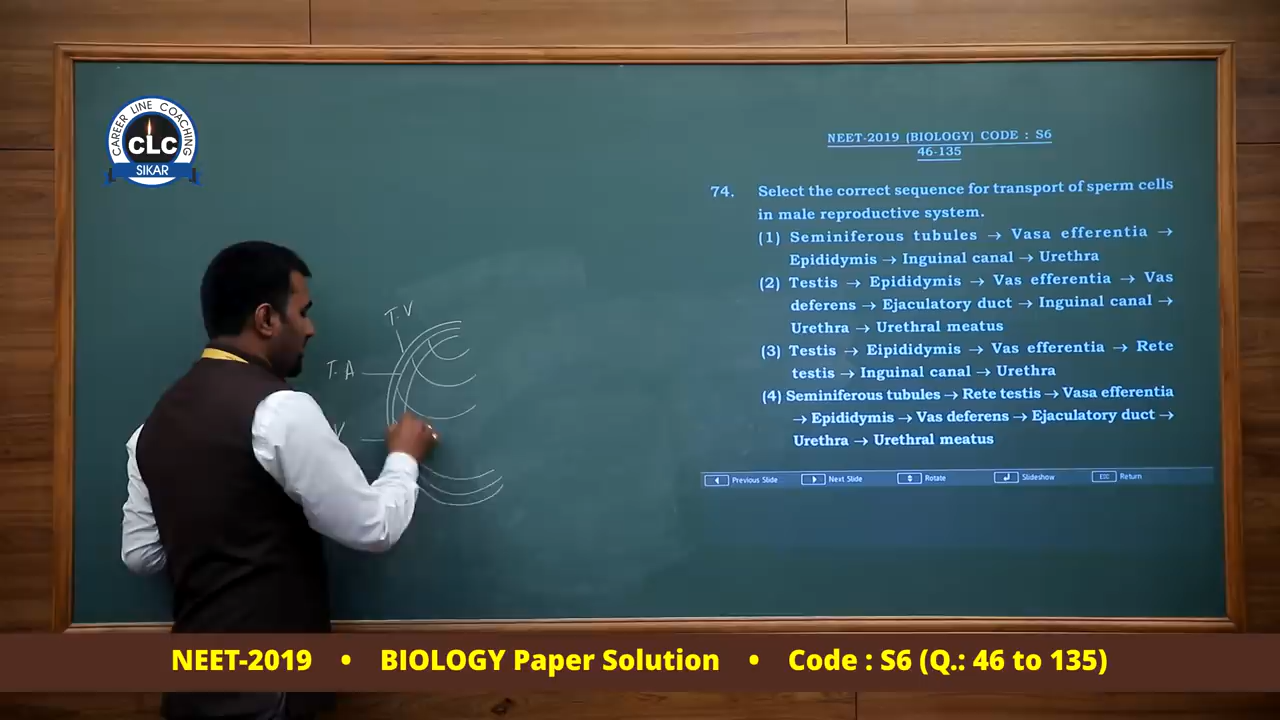 CAREER LINE COACHING
CLC
SIKAR
NEET-2019 (BIOLOGY) CODE : S6
46-135
74. Select the correct sequence for transport of sperm cells
in male reproductive system.
(1) Seminiferous tubules → Vasa efferentia →
Epididymis → Inguinal canal → Urethra
(2) Testis → Epididymis → Vas efferentia → Vas
deferens → Ejaculatory duct → Inguinal canal →
Urethra → Urethral meatus
(3) Testis → Eipididymis → Vas efferentia → Rete
testis → Inguinal canal → Urethra
(4) Seminiferous tubules → Rete testis → Vasa efferentia
→ Epididymis → Vas deferens → Ejaculatory duct →
Urethra → Urethral meatus
T.V
T.A
V
Previous Slide Next Slide Rotate Slideshow ESC Return
NEET-2019 • BIOLOGY Paper Solution • Code : S6 (Q.: 46 to 135)